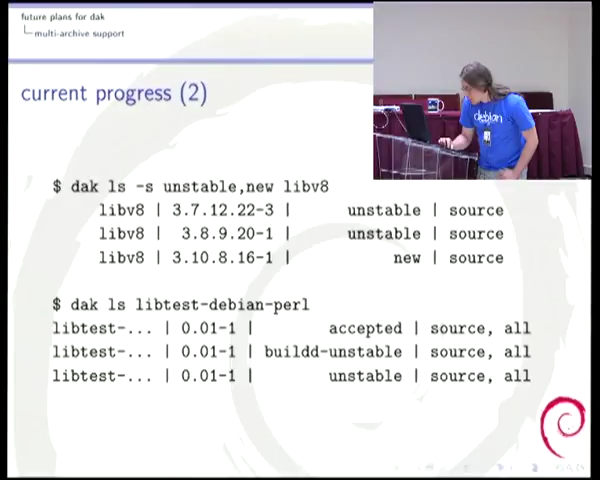 future plans for dak
multi-archive support
current progress (2)
debian
$ dak ls -s unstable,new libv8
libv8 | 3.7.12.22-3 | unstable | source
libv8 | 3.8.9.20-1 | unstable | source
libv8 | 3.10.8.16-1 | new | source
$ dak ls libtest-debian-perl
libtest-... | 0.01-1 | accepted | source, all
libtest-... | 0.01-1 | buildd-unstable | source, all
libtest-... | 0.01-1 | unstable | source, all